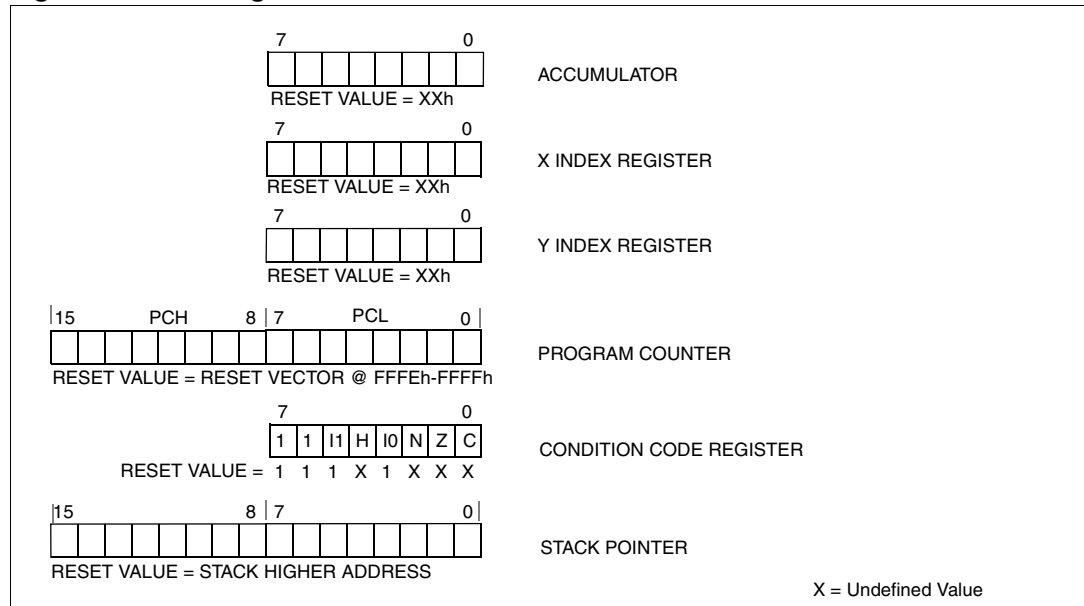 7 0
ACCUMULATOR
RESET VALUE = XXh
7 0
X INDEX REGISTER
RESET VALUE = XXh
7 0
Y INDEX REGISTER
RESET VALUE = XXh
15 PCH 8 7 PCL 0
PROGRAM COUNTER
RESET VALUE = RESET VECTOR @ FFFEh-FFFFh
7 0
1 1 I1 H I0 N Z C
CONDITION CODE REGISTER
RESET VALUE = 1 1 1 X 1 X X X
15 8 7 0
STACK POINTER
RESET VALUE = STACK HIGHER ADDRESS
X = Undefined Value